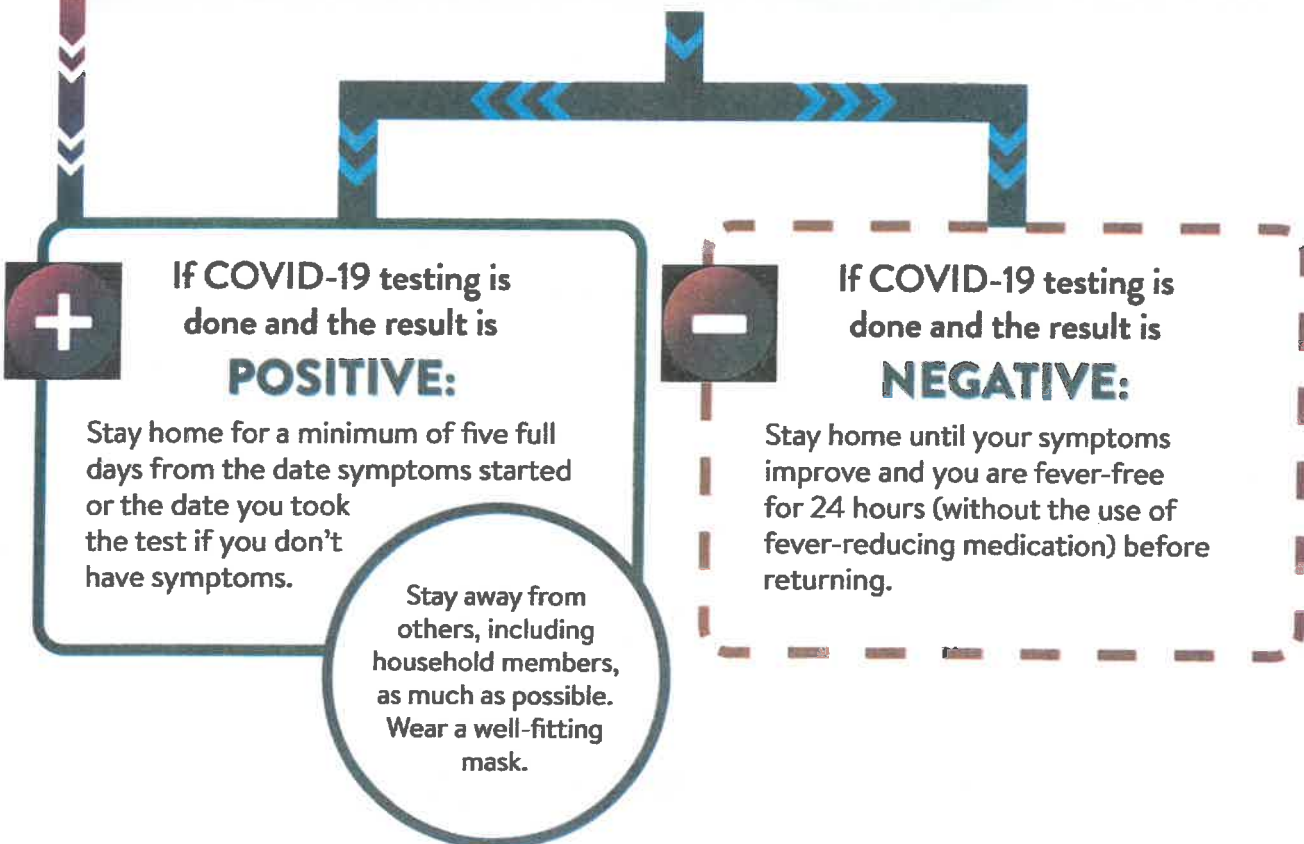 If COVID-19 testing is
done and the result is
POSITIVE:
Stay home for a minimum of five full
days from the date symptoms started
or the date you took
the test if you don't
have symptoms.
Stay away from
others, including
household members,
as much as possible.
Wear a well-fitting
mask.
If COVID-19 testing is
done and the result is
NEGATIVE:
Stay home until your symptoms
improve and you are fever-free
for 24 hours (without the use of
fever-reducing medication) before
returning.